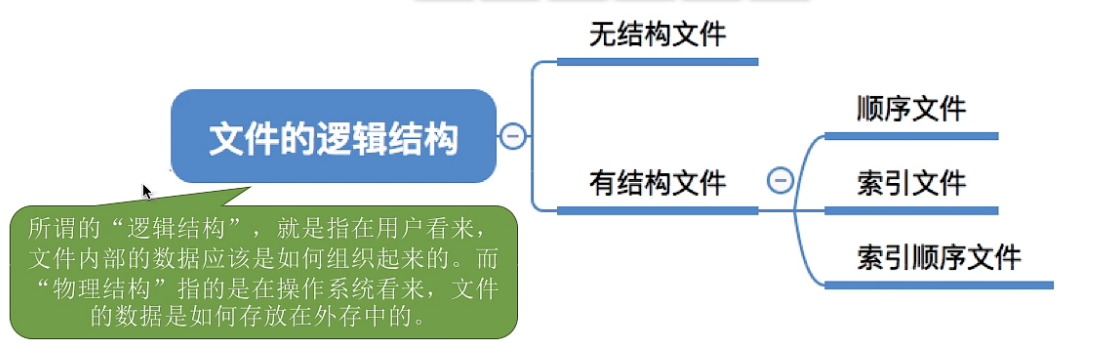 无结构文件
文件的逻辑结构
顺序文件
有结构文件
索引文件
索引顺序文件
所谓的“逻辑结构”，就是指在用户看来，
文件内部的数据应该是如何组织起来的。而
“物理结构”指的是在操作系统看来，文件
的数据是如何存放在外存中的。